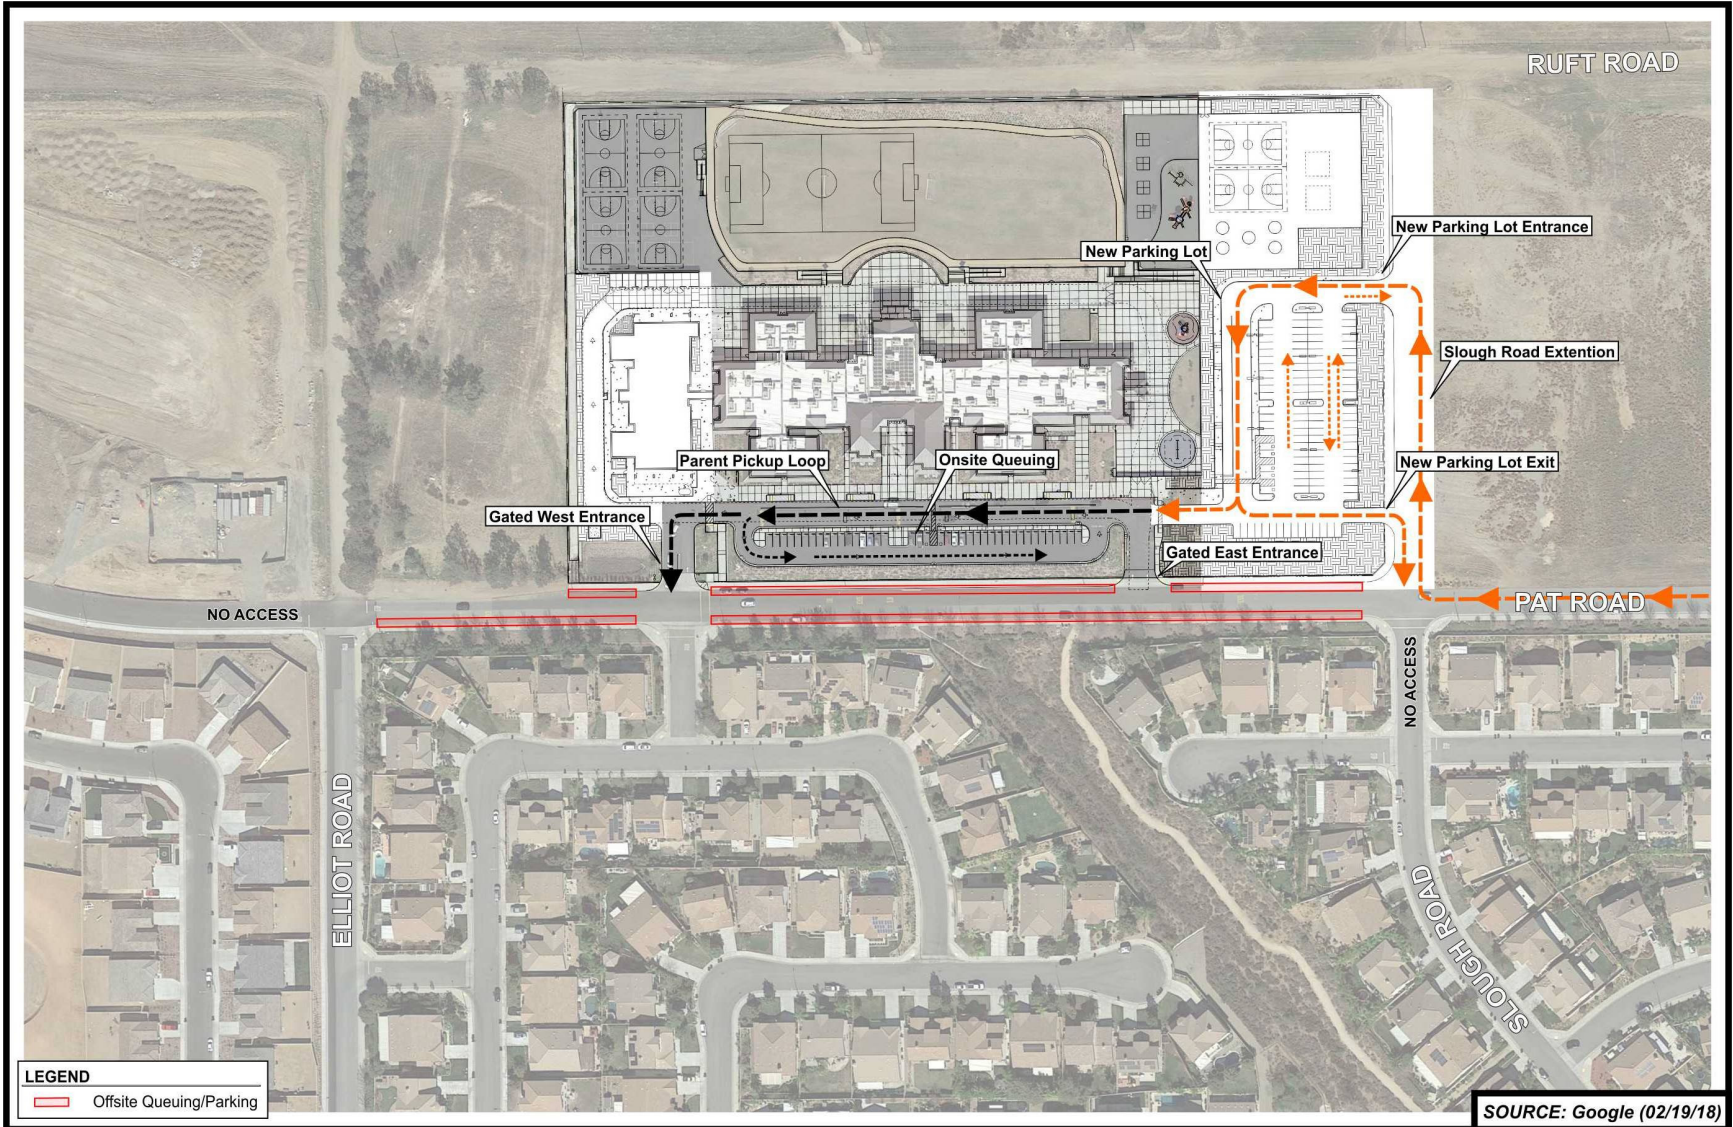 RUFT ROAD
New Parking Lot Entrance
New Parking Lot
Slough Road Extention
Parent Pickup Loop
Onsite Queuing
New Parking Lot Exit
Gated West Entrance
Gated East Entrance
NO ACCESS
PAT ROAD
NO ACCESS
ELLIOT ROAD
SLOUGH ROAD
LEGEND
Offsite Queuing/Parking
SOURCE: Google (02/19/18)